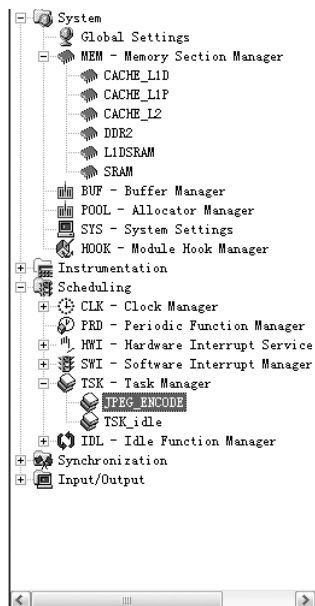 System
Global Settings
MEM - Memory Section Manager
CACHE_L1D
CACHE_L1P
CACHE_L2
DDR2
L1DSRAM
SRAM
BUF - Buffer Manager
POOL - Allocator Manager
SYS - System Settings
HOOK - Module Hook Manager
Instrumentation
Scheduling
CLK - Clock Manager
PRD - Periodic Function Manager
HWI - Hardware Interrupt Service
SWI - Software Interrupt Manager
TSK - Task Manager
JPEG_ENCODE
TSK_idle
IDL - Idle Function Manager
Synchronization
Input/Output